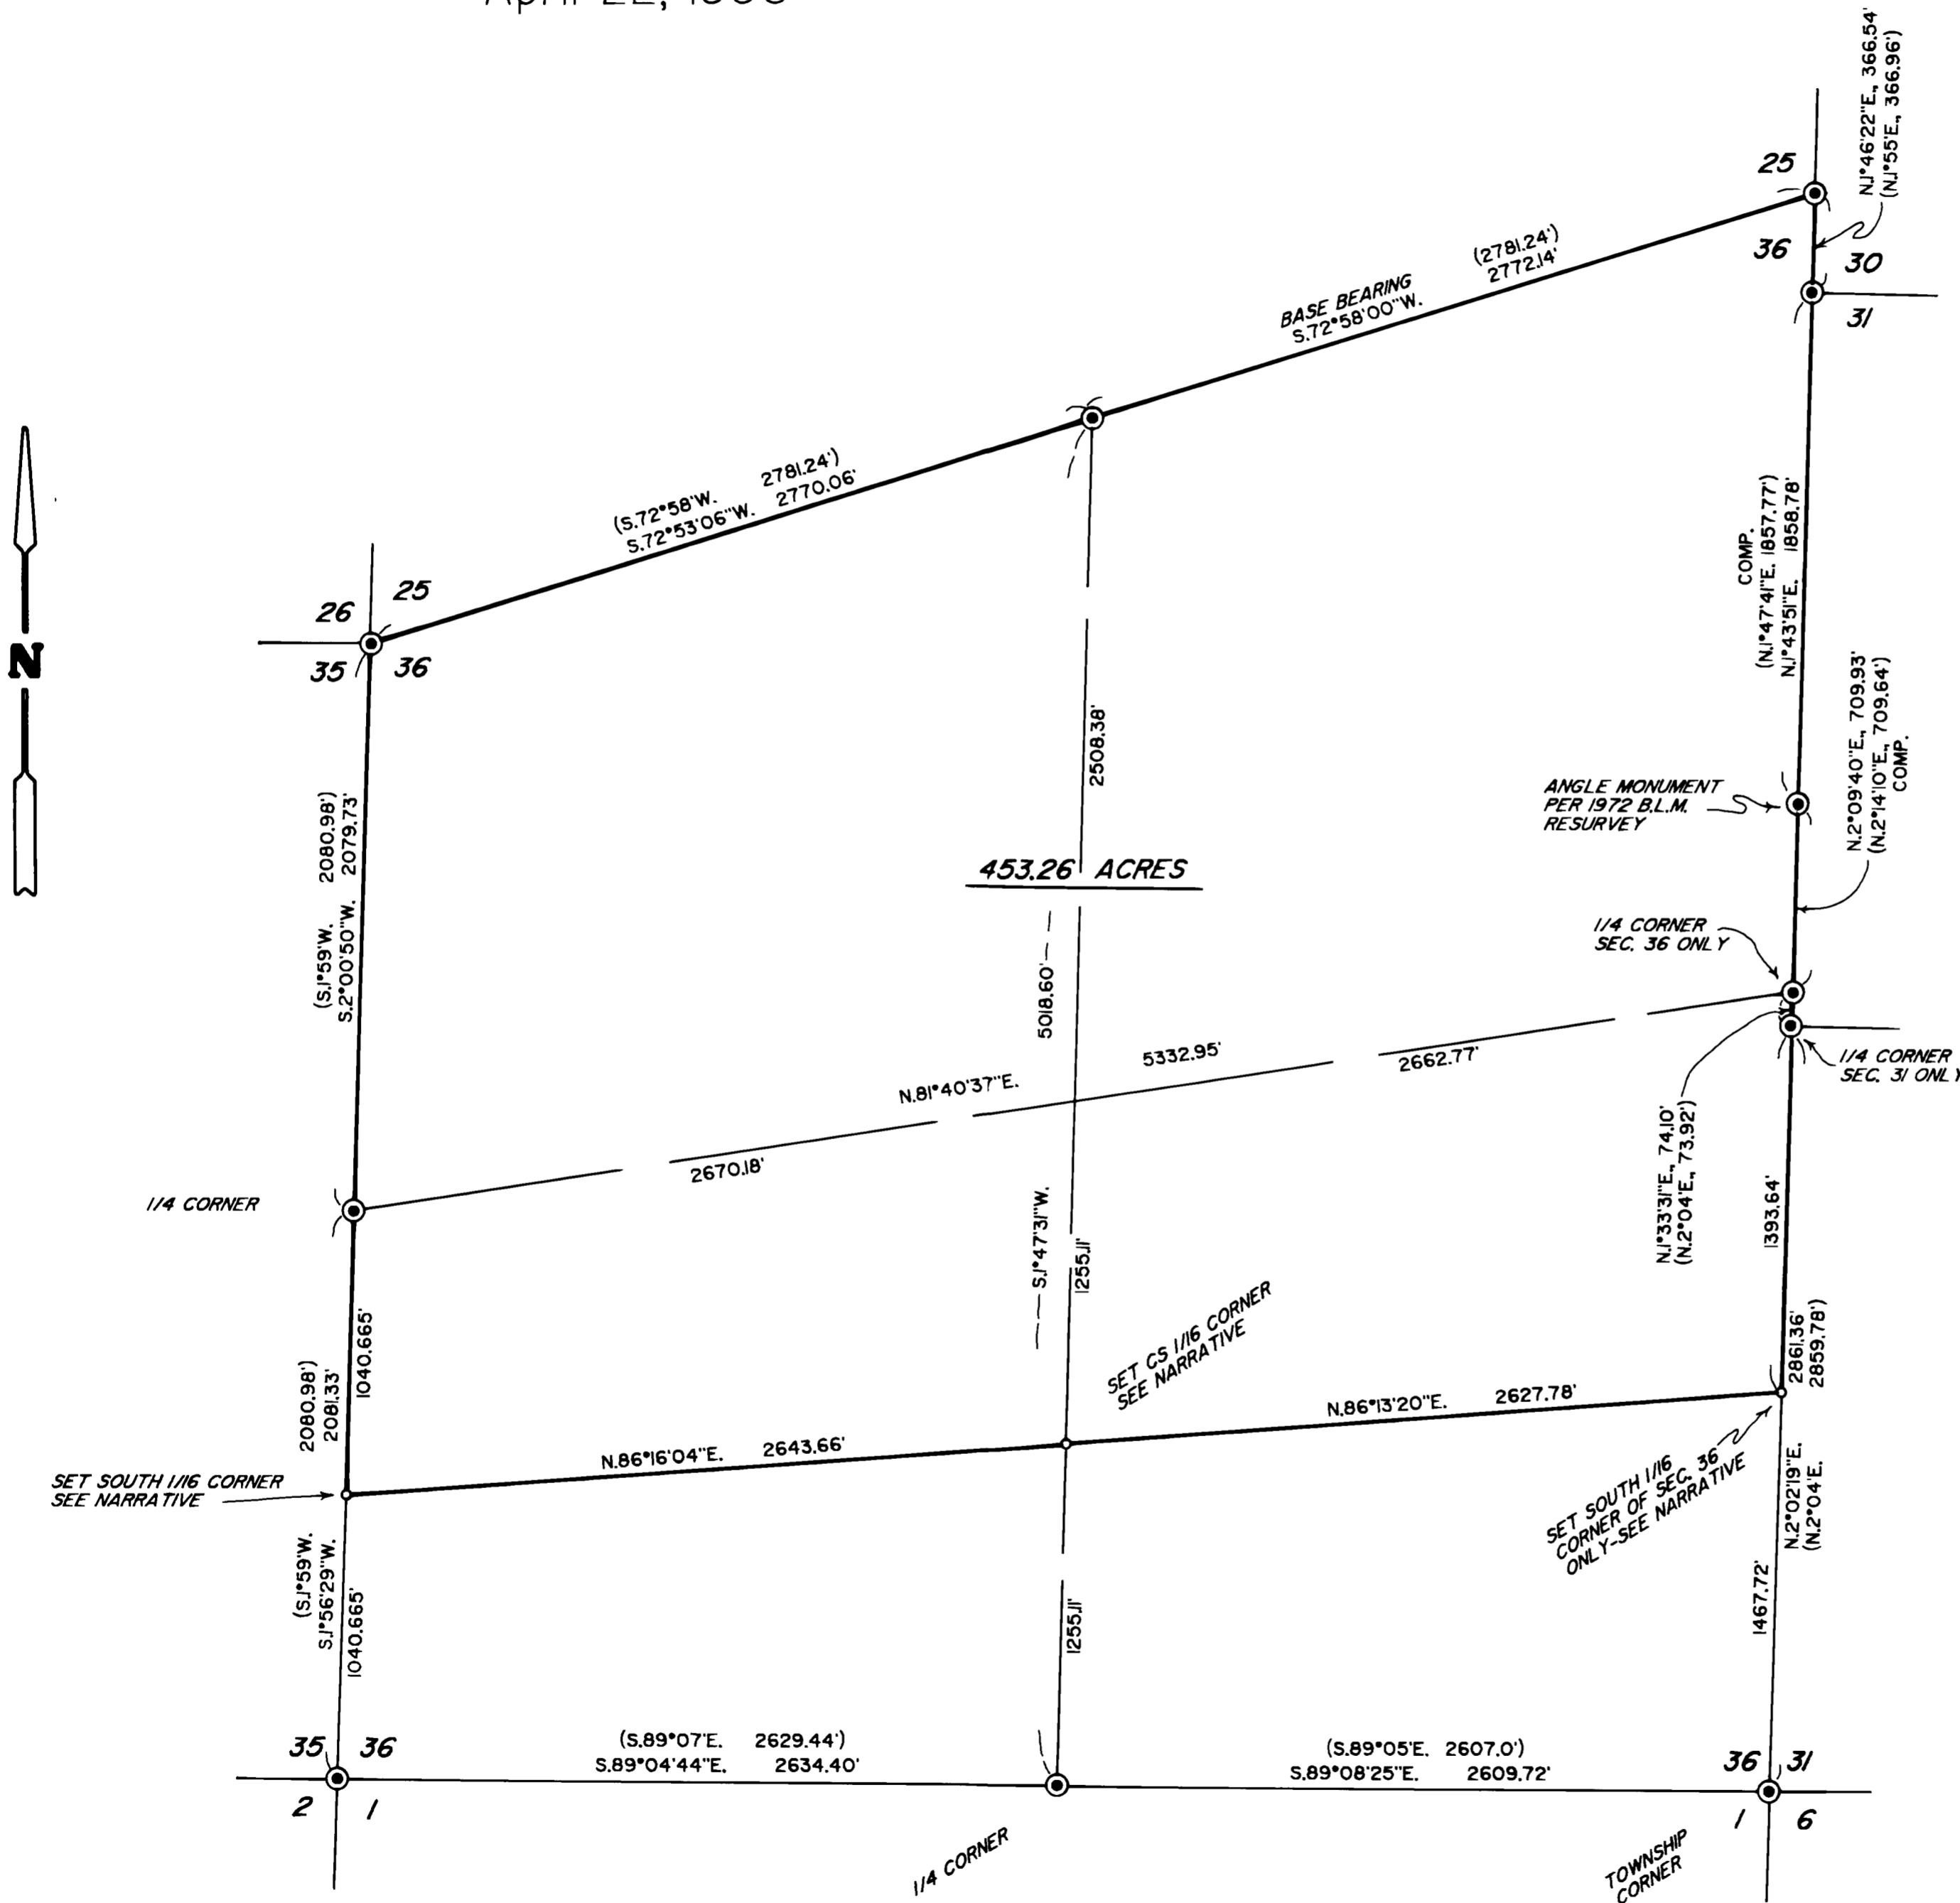 N.1°46'22"E., 366.54'
(N.1°55'E., 366.96')
25
36
30
31
(2781.24')
2772.14'
BASE BEARING
S.72°58'00"W.
(S.72°58'W. 2781.24')
S.72°53'06"W. 2770.06'
26
25
35
36
N
COMP.
(N.1°47'41"E. 1857.77')
N.1°43'51"E. 1858.78'
2508.38'
N.2°09'40"E., 709.93'
(N.2°14'10"E., 709.64')
COMP.
ANGLE MONUMENT
PER 1972 B.L.M.
RESURVEY
(S.1°59'W. 2080.98')
S.2°00'50"W. 2079.73'
453.26 ACRES
1/4 CORNER
SEC. 36 ONLY
5018.60'
5332.95'
2662.77'
N.81°40'37"E.
2670.18'
1/4 CORNER
SEC. 31 ONLY
N.1°33'31"E., 74.10'
(N.2°04'E., 73.92')
1/4 CORNER
S.1°47'31"W.
1255.11'
1393.64'
SET CS 1/16 CORNER
SEE NARRATIVE
1040.665'
2080.98')
2081.33'
2861.36'
2859.78')
N.86°13'20"E. 2627.78'
N.86°16'04"E. 2643.66'
SET SOUTH 1/16 CORNER
SEE NARRATIVE
SET SOUTH 1/16
CORNER OF SEC. 36
ONLY-SEE NARRATIVE
N.2°02'19"E.
(N.2°04'E.
(S.1°59'W.
S.1°56'29"W.
1040.665'
1255.11'
1467.72'
35
36
(S.89°07'E. 2629.44')
S.89°04'44"E. 2634.40'
(S.89°05'E. 2607.0')
S.89°08'25"E. 2609.72'
36
31
2
1
1
6
1/4 CORNER
TOWNSHIP
CORNER